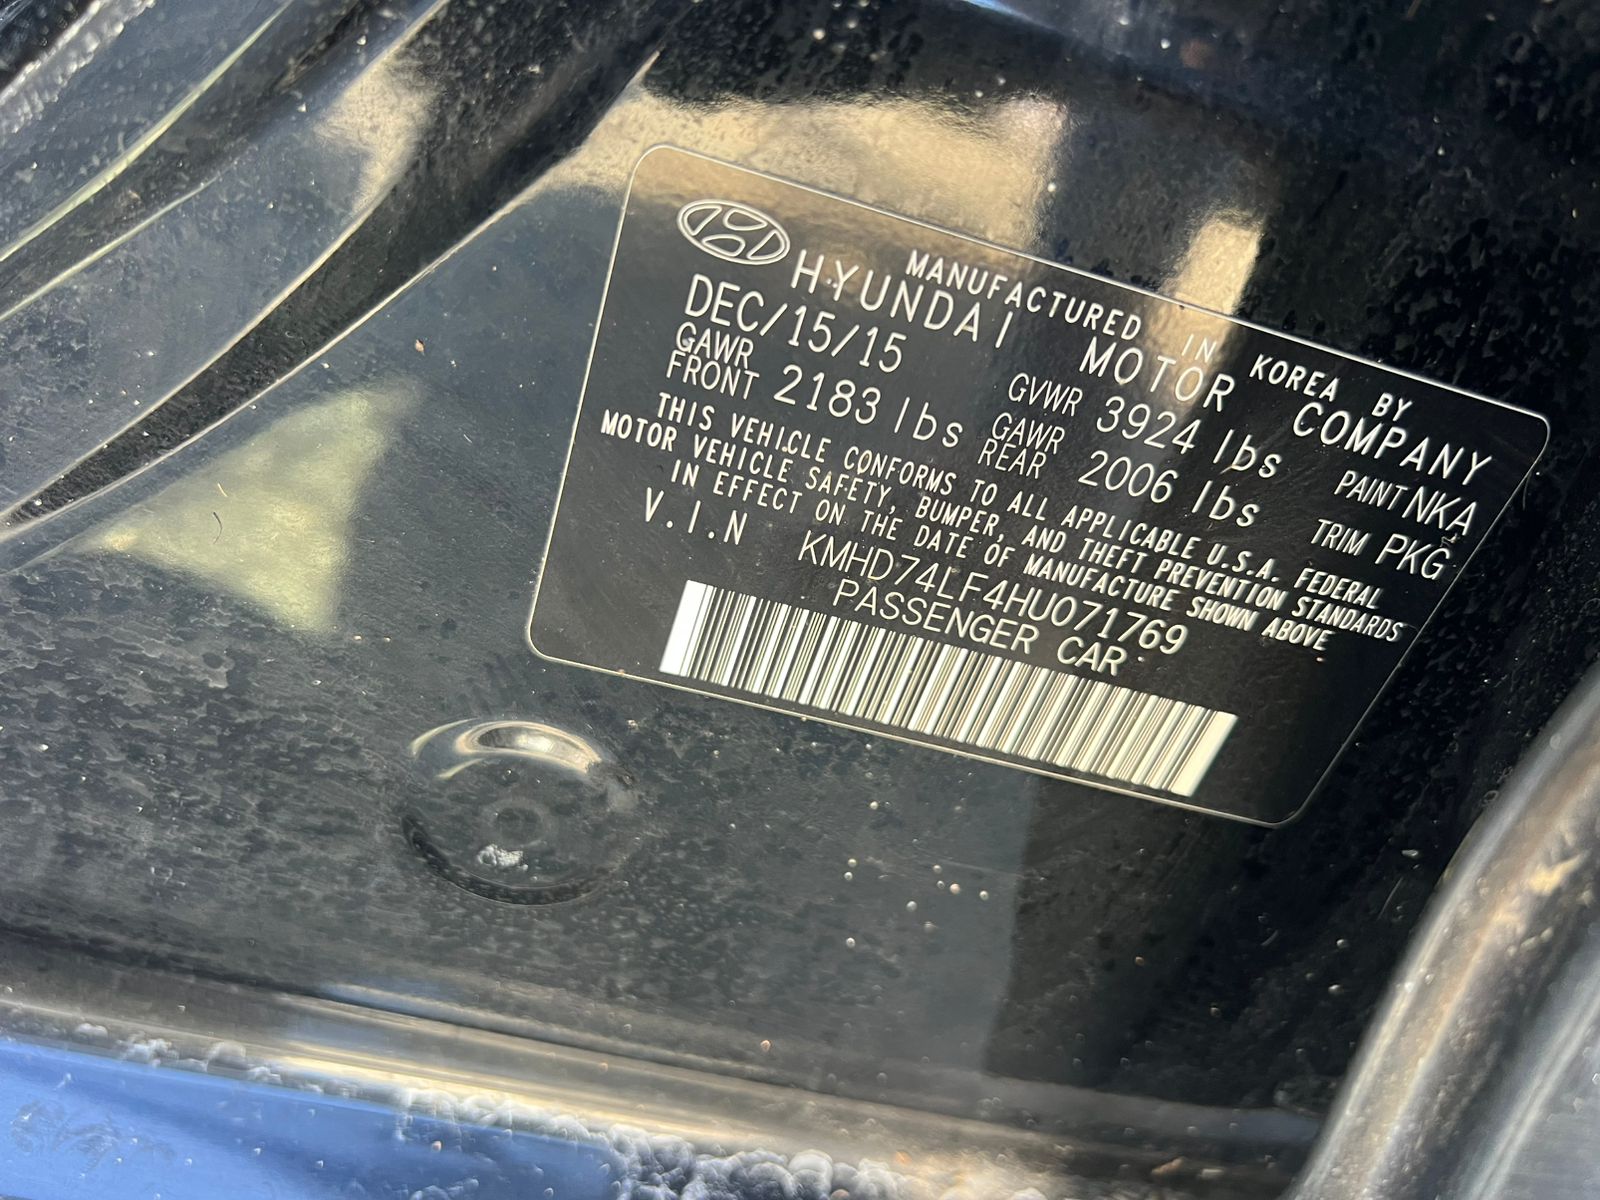 MANUFACTURED IN KOREA BY
HYUNDAI MOTOR COMPANY
DEC/15/15 GVWR 3924 lbs PAINT NKA
GAWR FRONT 2183 lbs GAWR REAR 2006 lbs TRIM PKG
THIS VEHICLE CONFORMS TO ALL APPLICABLE U.S.A. FEDERAL
MOTOR VEHICLE SAFETY, BUMPER, AND THEFT PREVENTION STANDARDS
IN EFFECT ON THE DATE OF MANUFACTURE SHOWN ABOVE
V.I.N KMHD74LF4HU071769
PASSENGER CAR